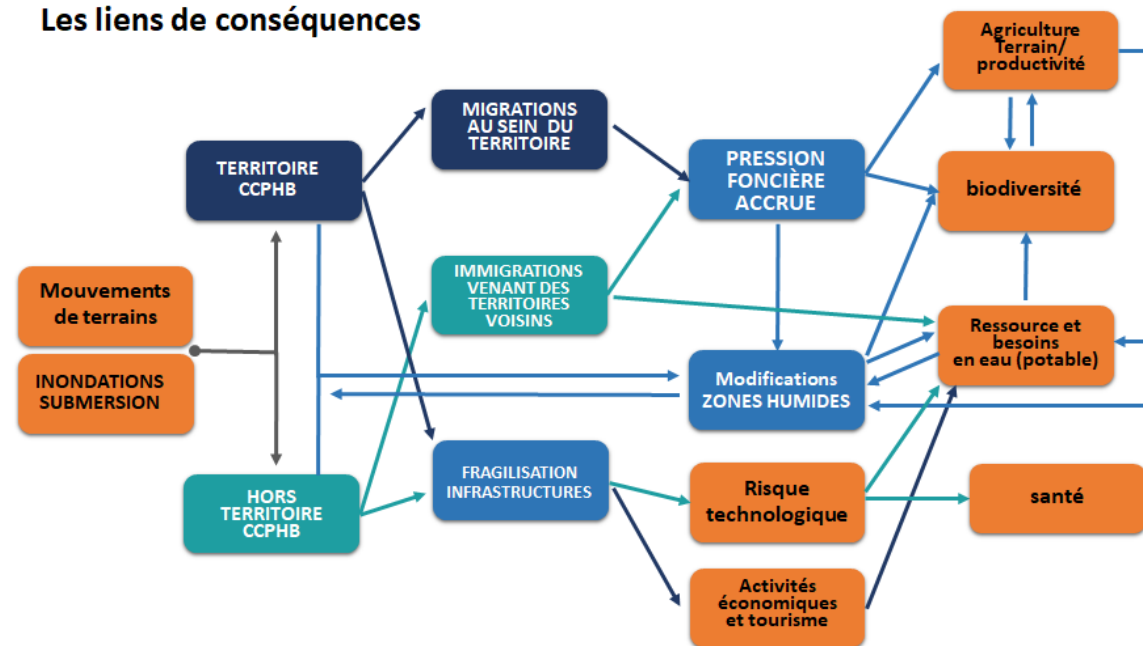 Les liens de conséquences
Agriculture
Terrain/
productivité
MIGRATIONS
AU SEIN DU
TERRITOIRE
TERRITOIRE
CCPHB
PRESSION
FONCIÈRE
ACCRUE
biodiversité
Mouvements
de terrains
IMMIGRATIONS
VENANT DES
TERRITOIRES
VOISINS
Ressource et
besoins
en eau (potable)
INONDATIONS
SUBMERSION
Modifications
ZONES HUMIDES
HORS
TERRITOIRE
CCPHB
FRAGILISATION
INFRASTRUCTURES
Risque
technologique
santé
Activités
économiques
et tourisme